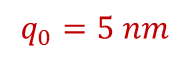 q₀ = 5 nm